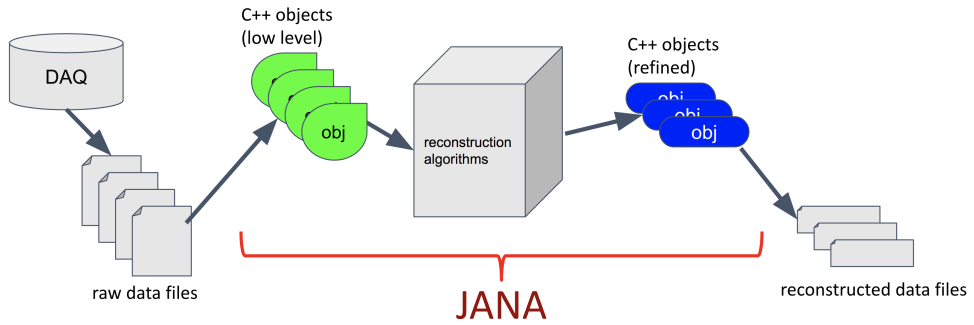 DAQ
raw data files
C++ objects
(low level)
obj
reconstruction
algorithms
C++ objects
(refined)
obj
obj
obj
reconstructed data files
JANA